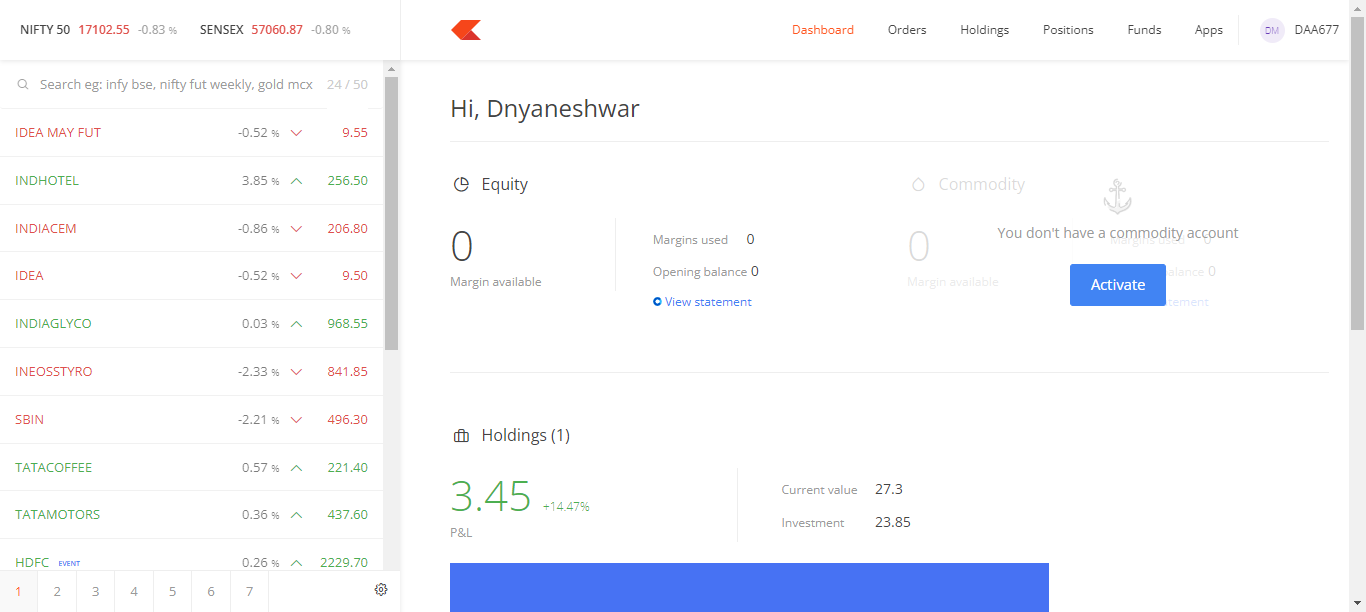 NIFTY 50 17102.55 -0.83 % SENSEX 57060.87 -0.80 %
Dashboard Orders Holdings Positions Funds Apps DM DAA677
Search eg: infy bse, nifty fut weekly, gold mcx 24 / 50
IDEA MAY FUT -0.52 % 9.55
INDHOTEL 3.85 % 256.50
INDIACEM -0.86 % 206.80
IDEA -0.52 % 9.50
INDIAGLYCO 0.03 % 968.55
INEOSSTYRO -2.33 % 841.85
SBIN -2.21 % 496.30
TATACOFFEE 0.57 % 221.40
TATAMOTORS 0.36 % 437.60
HDFC EVENT 0.26 % 2229.70
1 2 3 4 5 6 7
Hi, Dnyaneshwar
Equity
0
Margin available
Margins used 0
Opening balance 0
View statement
Commodity
0
Margin available
You don't have a commodity account
Margins used 0
Activate
alance 0
tement
Holdings (1)
3.45 +14.47%
P&L
Current value 27.3
Investment 23.85